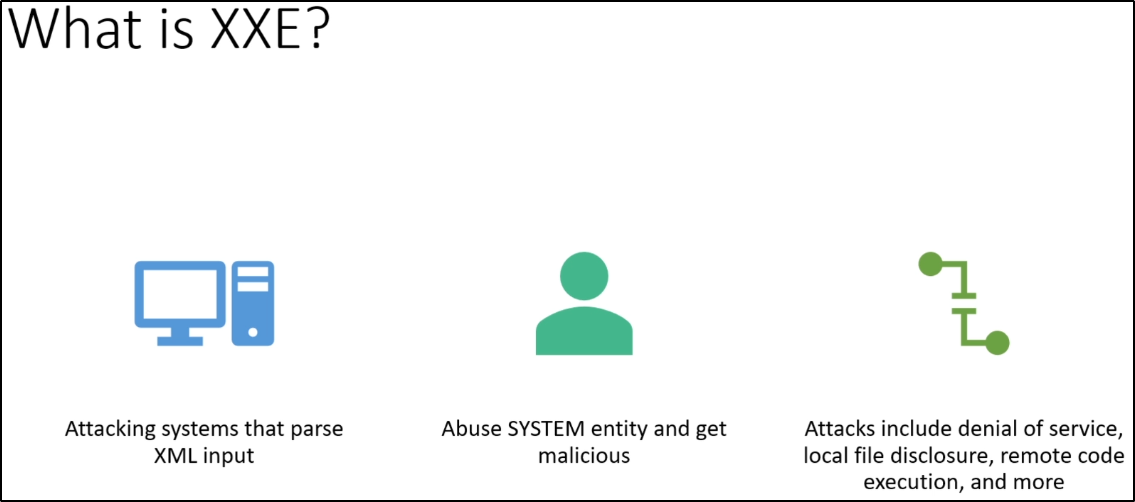 What is XXE?
Attacking systems that parse
XML input
Abuse SYSTEM entity and get
malicious
Attacks include denial of service,
local file disclosure, remote code
execution, and more